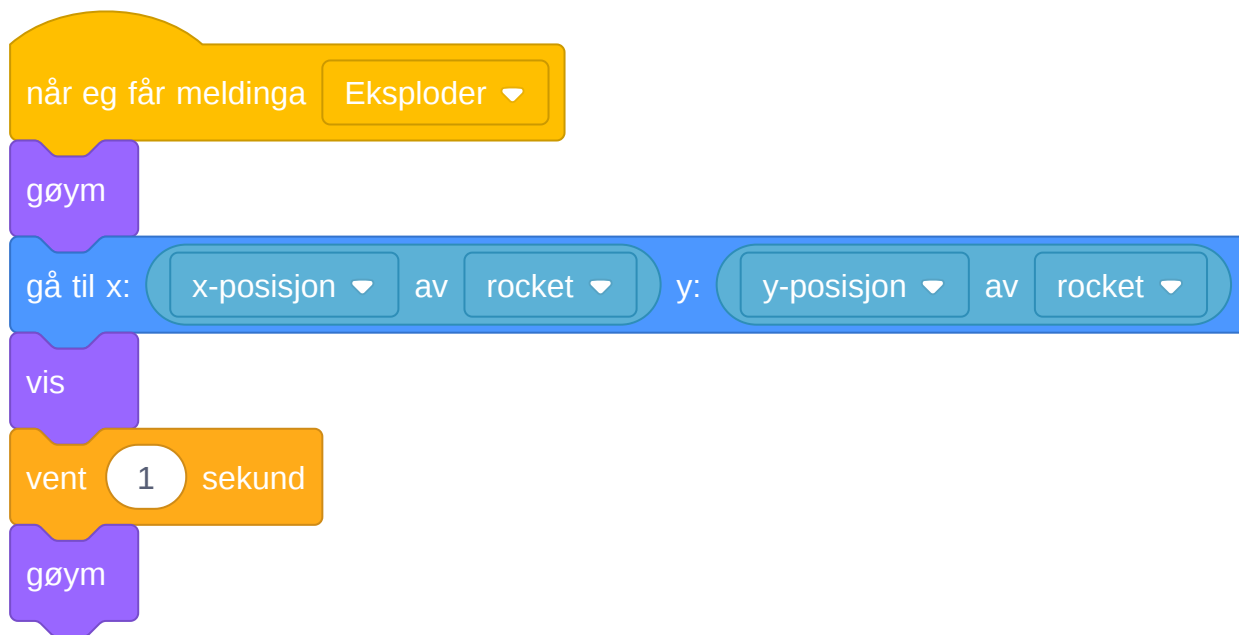 når eg får meldinga Eksploder
gøym
gå til x: x-posisjon av rocket y: y-posisjon av rocket
vis
vent 1 sekund
gøym